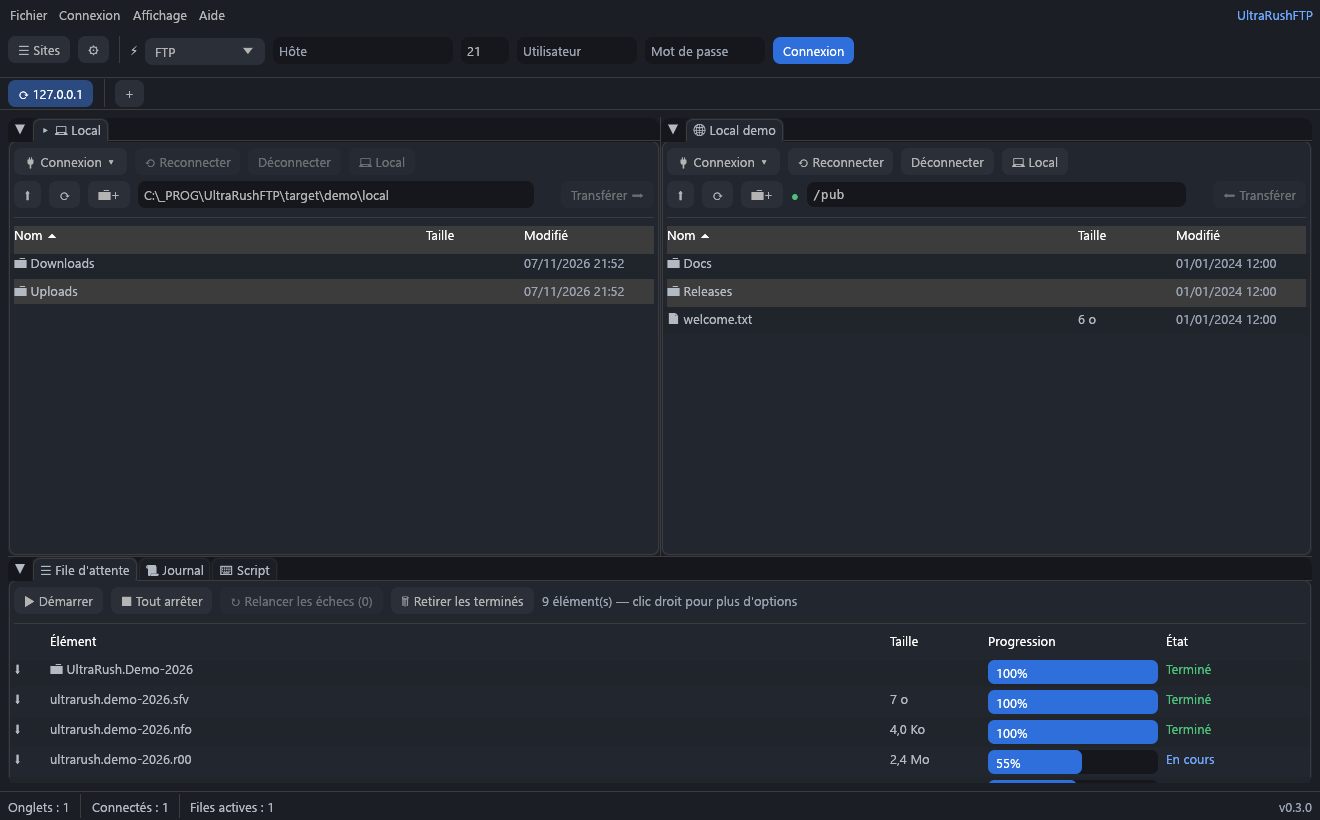 Fichier Connexion Affichage Aide UltraRushFTP
Sites FTP Hôte 21 Utilisateur Mot de passe Connexion
127.0.0.1 +
Local
Connexion Reconnecter Déconnecter Local
C:\_PROG\UltraRushFTP\target\demo\local Transférer
Nom Taille Modifié
Downloads 07/11/2026 21:52
Uploads 07/11/2026 21:52
Local demo
Connexion Reconnecter Déconnecter Local
/pub Transférer
Nom Taille Modifié
Docs 01/01/2024 12:00
Releases 01/01/2024 12:00
welcome.txt 6 o 01/01/2024 12:00
File d'attente Journal Script
Démarrer Tout arrêter Relancer les échecs (0) Retirer les terminés 9 élément(s) — clic droit pour plus d'options
Élément Taille Progression État
UltraRush.Demo-2026 100% Terminé
ultrarush.demo-2026.sfv 7 o 100% Terminé
ultrarush.demo-2026.nfo 4,0 Ko 100% Terminé
ultrarush.demo-2026.r00 2,4 Mo 55% En cours
Onglets : 1 Connectés : 1 Files actives : 1 v0.3.0